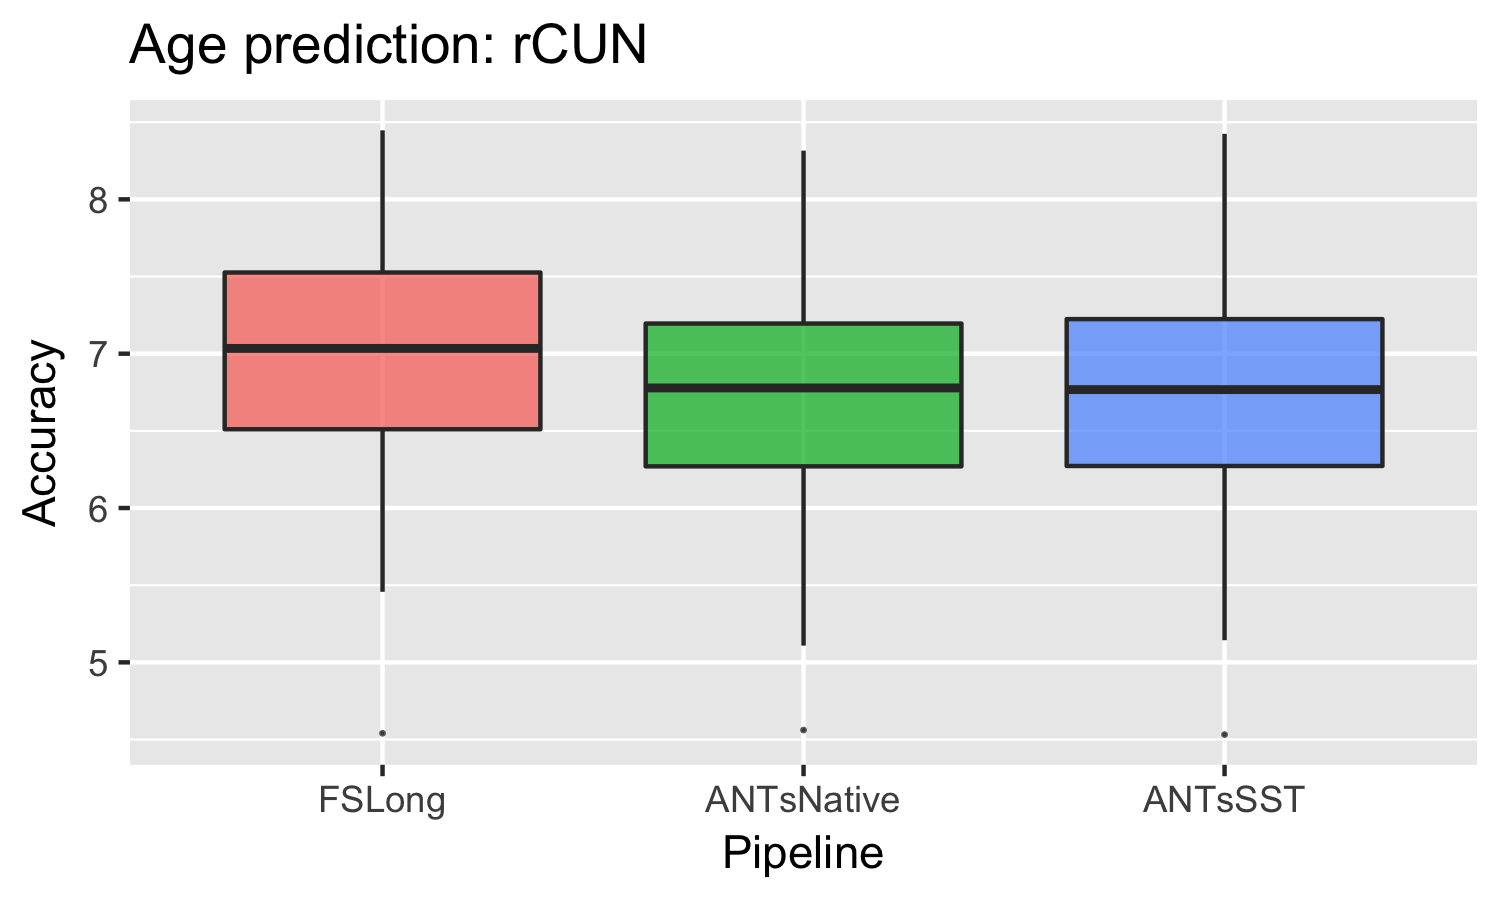 Age prediction: rCUN
Accuracy
8
7
6
5
FSLong ANTsNative ANTsSST
Pipeline